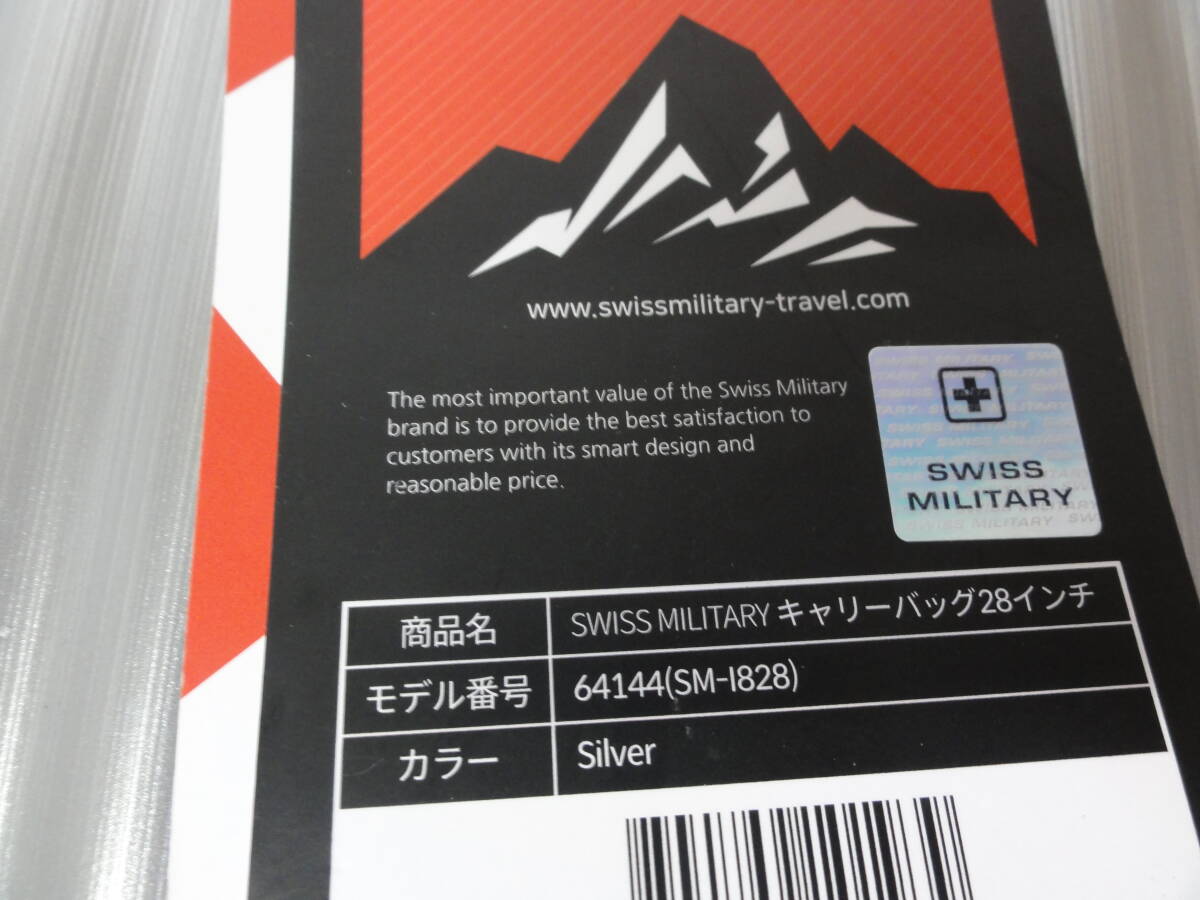 www.swissmilitary-travel.com
The most important value of the Swiss Military
brand is to provide the best satisfaction to
customers with its smart design and
reasonable price.
SWISS
MILITARY
商品名 SWISS MILITARY キャリーバッグ28インチ
モデル番号 64144(SM-I828)
カラー Silver